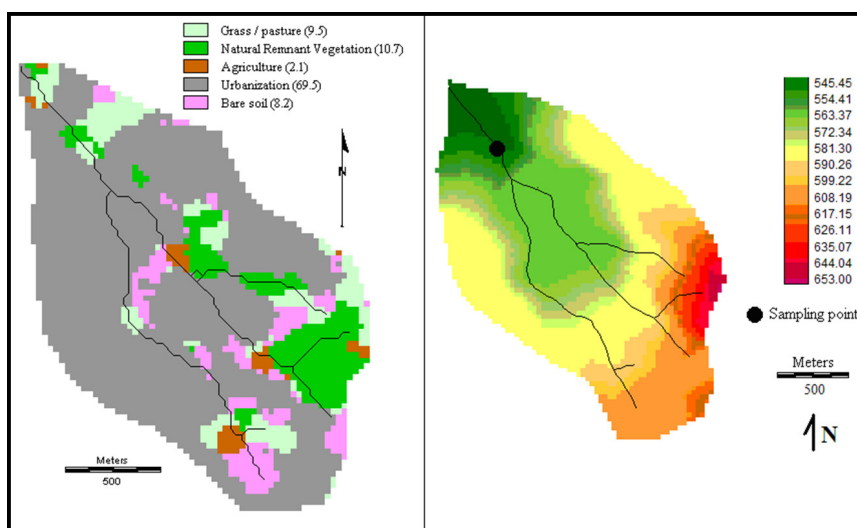 Grass / pasture (9.5)
Natural Remnant Vegetation (10.7)
Agriculture (2.1)
Urbanization (69.5)
Bare soil (8.2)
N
Meters
500
545.45
554.41
563.37
572.34
581.30
590.26
599.22
608.19
617.15
626.11
635.07
644.04
653.00
Sampling point
Meters
500
N